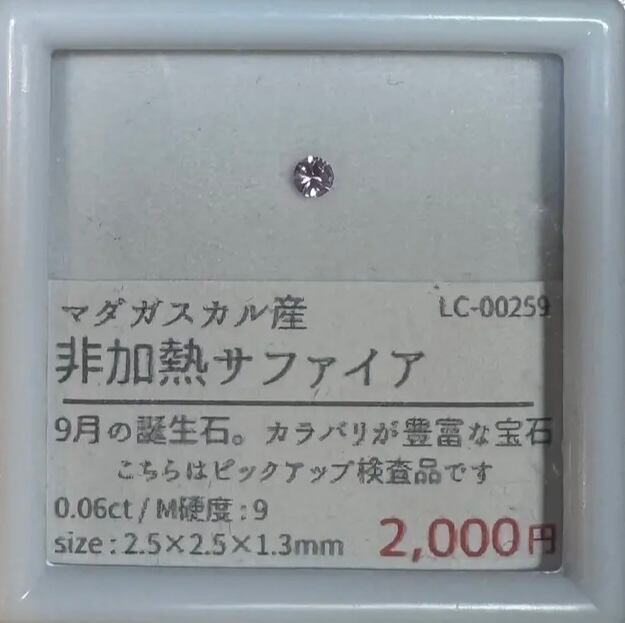 マダガスカル産 LC-00259
非加熱サファイア
9月の誕生石。カラバリが豊富な宝石
こちらはピックアップ検査品です
0.06ct / M硬度 : 9
size : 2.5×2.5×1.3mm 2,000円